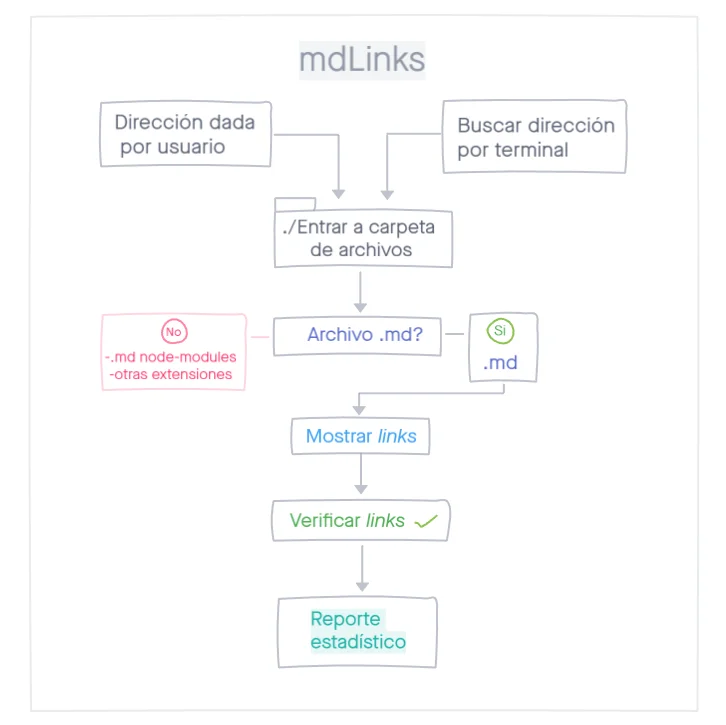 mdLinks
Dirección dada
por usuario
Buscar dirección
por terminal
./Entrar a carpeta
de archivos
No
-.md node-modules
-otras extensiones
Archivo .md?
Si
.md
Mostrar links
Verificar links
Reporte
estadístico